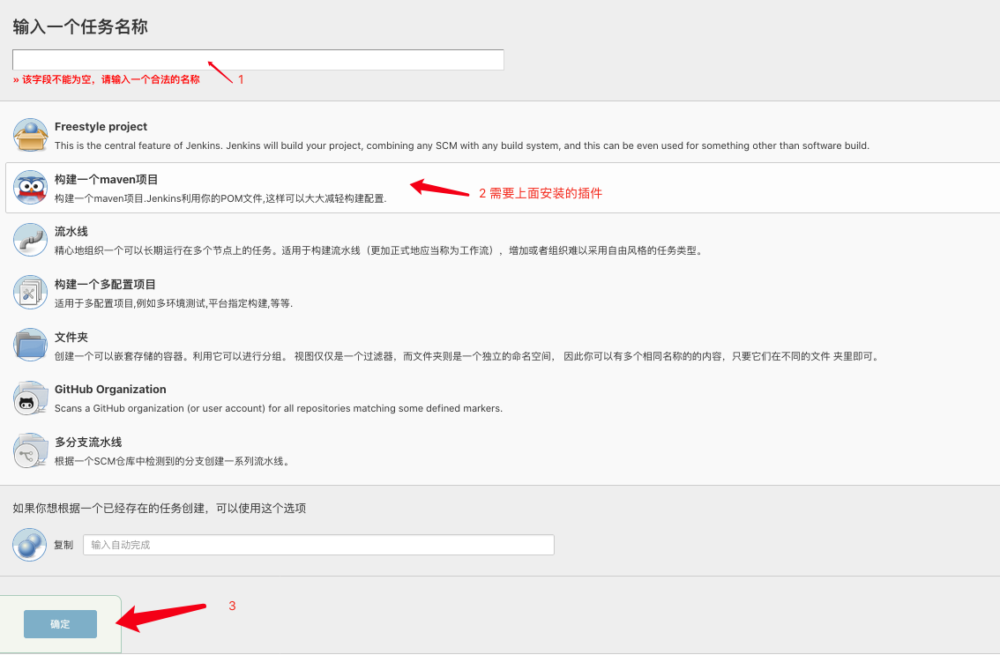 输入一个任务名称
» 该字段不能为空，请输入一个合法的名称
1
Freestyle project
This is the central feature of Jenkins. Jenkins will build your project, combining any SCM with any build system, and this can be even used for something other than software build.
构建一个maven项目
构建一个maven项目.Jenkins利用你的POM文件,这样可以大大减轻构建配置.
2 需要上面安装的插件
流水线
精心地组织一个可以长期运行在多个节点上的任务。适用于构建流水线（更加正式地应当称为工作流），增加或者组织难以采用自由风格的任务类型。
构建一个多配置项目
适用于多配置项目,例如多环境测试,平台指定构建,等等.
文件夹
创建一个可以嵌套存储的容器。利用它可以进行分组。 视图仅仅是一个过滤器，而文件夹则是一个独立的命名空间， 因此你可以有多个相同名称的的内容，只要它们在不同的文件 夹里即可。
GitHub Organization
Scans a GitHub organization (or user account) for all repositories matching some defined markers.
多分支流水线
根据一个SCM仓库中检测到的分支创建一系列流水线。
如果你想根据一个已经存在的任务创建，可以使用这个选项
复制
输入自动完成
3
确定